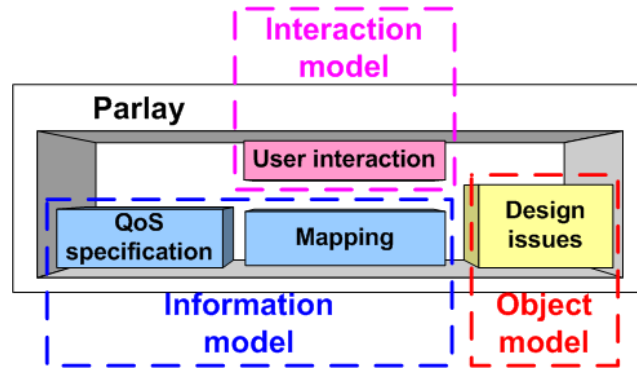 Interaction
model
Parlay
User interaction
QoS
specification
Mapping
Design
issues
Information
model
Object
model